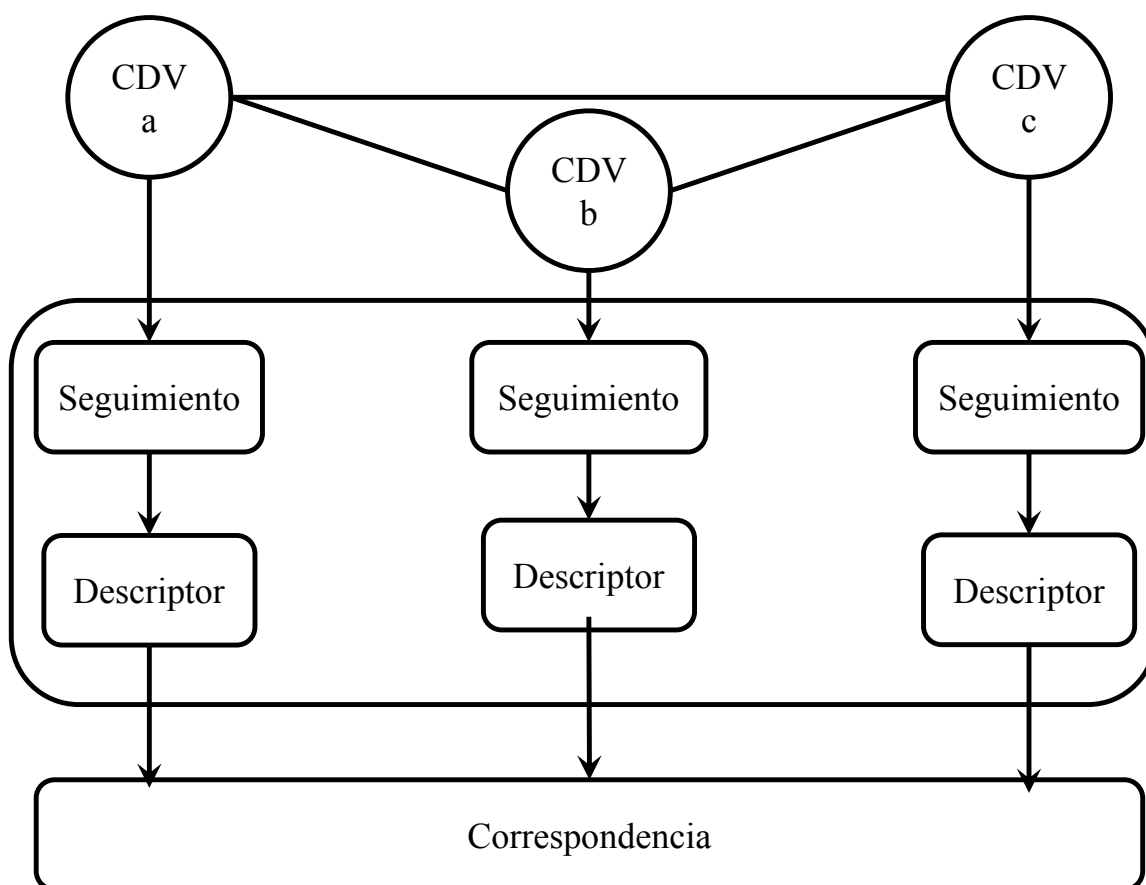 CDV
a
CDV
c
CDV
b
Seguimiento
Seguimiento
Seguimiento
Descriptor
Descriptor
Descriptor
Correspondencia